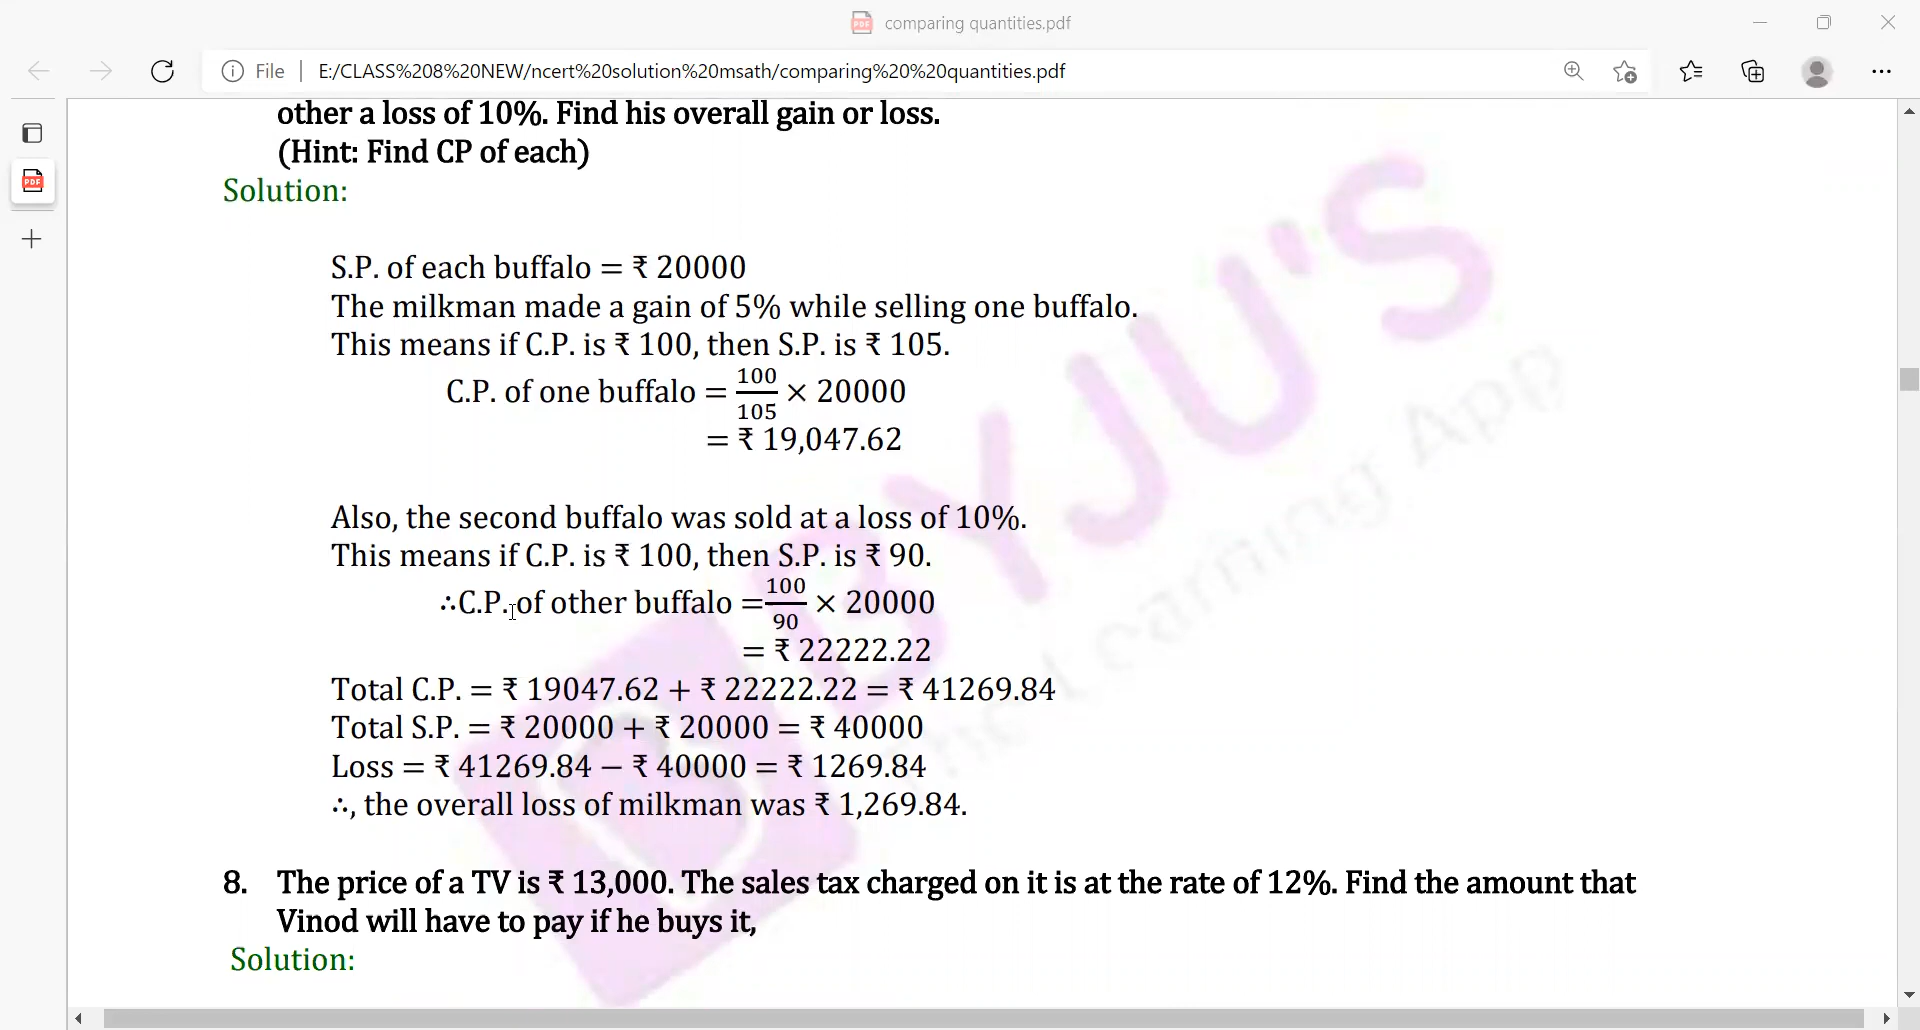 comparing quantities.pdf
File | E:/CLASS%208%20NEW/ncert%20solution%20msath/comparing%20%20quantities.pdf
other a loss of 10%. Find his overall gain or loss.
(Hint: Find CP of each)
Solution:
S.P. of each buffalo = ₹ 20000
The milkman made a gain of 5% while selling one buffalo.
This means if C.P. is ₹ 100, then S.P. is ₹ 105.
C.P. of one buffalo = 100/105 × 20000
= ₹ 19,047.62
Also, the second buffalo was sold at a loss of 10%.
This means if C.P. is ₹ 100, then S.P. is ₹ 90.
∴C.P. of other buffalo = 100/90 × 20000
= ₹ 22222.22
Total C.P. = ₹ 19047.62 + ₹ 22222.22 = ₹ 41269.84
Total S.P. = ₹ 20000 + ₹ 20000 = ₹ 40000
Loss = ₹ 41269.84 − ₹ 40000 = ₹ 1269.84
∴, the overall loss of milkman was ₹ 1,269.84.
8. The price of a TV is ₹ 13,000. The sales tax charged on it is at the rate of 12%. Find the amount that
Vinod will have to pay if he buys it,
Solution:
BYJU'S
The Learning App
PDF
PDF